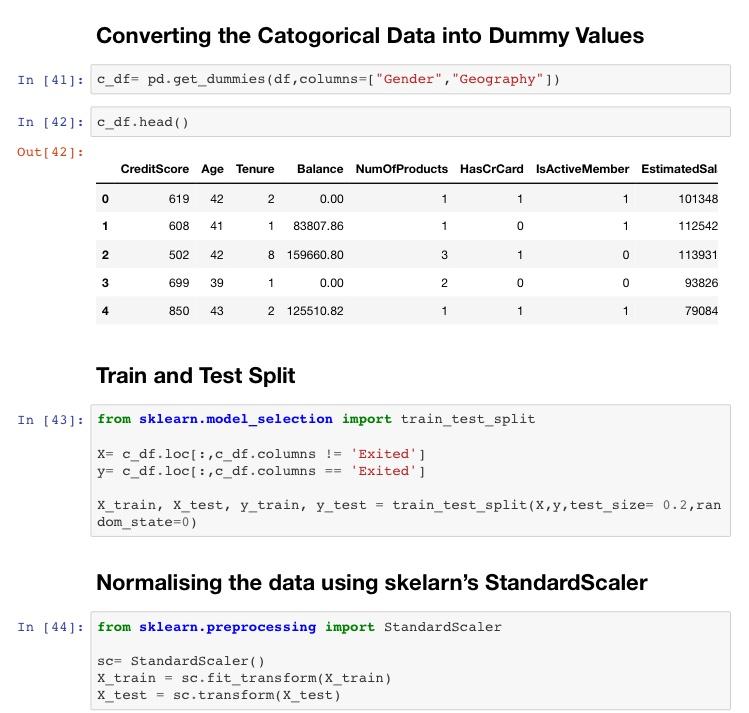 Converting the Catogorical Data into Dummy Values
In [41]: c_df= pd.get_dummies(df,columns=["Gender","Geography"])
In [42]: c_df.head()
Out[42]:
CreditScore Age Tenure Balance NumOfProducts HasCrCard IsActiveMember EstimatedSal
0 619 42 2 0.00 1 1 1 101348
1 608 41 1 83807.86 1 0 1 112542
2 502 42 8 159660.80 3 1 0 113931
3 699 39 1 0.00 2 0 0 93826
4 850 43 2 125510.82 1 1 1 79084
Train and Test Split
In [43]: from sklearn.model_selection import train_test_split
X= c_df.loc[:,c_df.columns != 'Exited']
y= c_df.loc[:,c_df.columns == 'Exited']
X_train, X_test, y_train, y_test = train_test_split(X,y,test_size= 0.2,ran
dom_state=0)
Normalising the data using skelarn’s StandardScaler
In [44]: from sklearn.preprocessing import StandardScaler
sc= StandardScaler()
X_train = sc.fit_transform(X_train)
X_test = sc.transform(X_test)